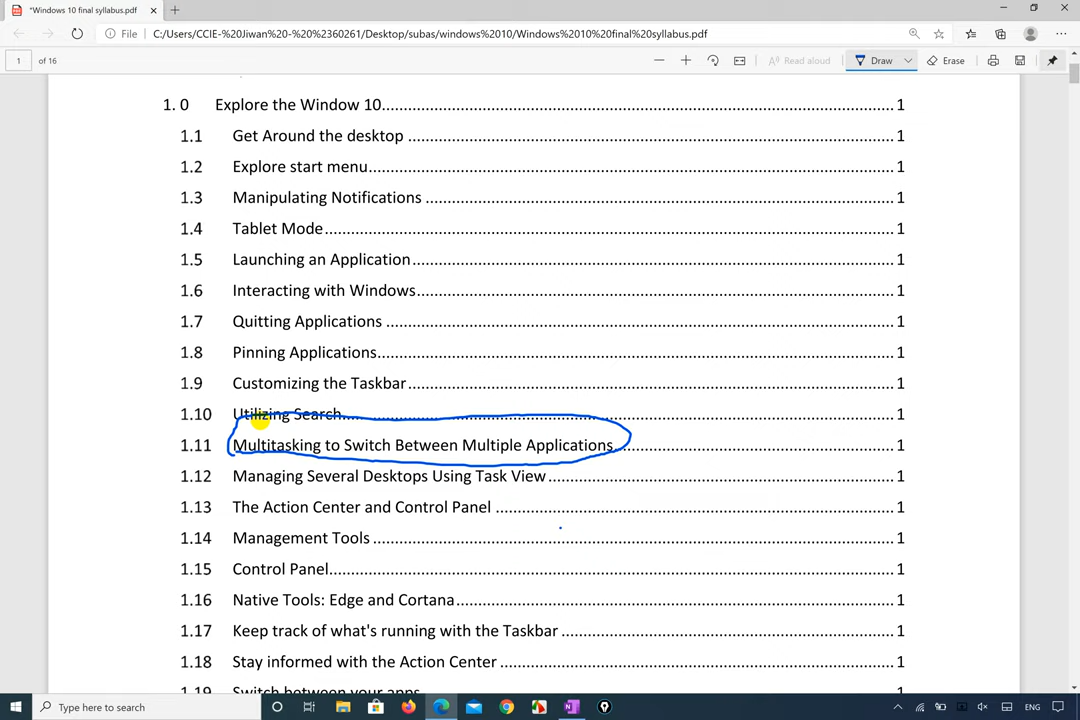 *Windows 10 final syllabus.pdf
File C:/Users/CCIE-%20Jiwan%20-%20%2360261/Desktop/subas/windows%2010/Windows%2010%20final%20syllabus.pdf
1 of 16 Read aloud Draw Erase
1. 0 Explore the Window 10 1
1.1 Get Around the desktop 1
1.2 Explore start menu 1
1.3 Manipulating Notifications 1
1.4 Tablet Mode 1
1.5 Launching an Application 1
1.6 Interacting with Windows 1
1.7 Quitting Applications 1
1.8 Pinning Applications 1
1.9 Customizing the Taskbar 1
1.10 Utilizing Search 1
1.11 Multitasking to Switch Between Multiple Applications 1
1.12 Managing Several Desktops Using Task View 1
1.13 The Action Center and Control Panel 1
1.14 Management Tools 1
1.15 Control Panel 1
1.16 Native Tools: Edge and Cortana 1
1.17 Keep track of what's running with the Taskbar 1
1.18 Stay informed with the Action Center 1
1.19 Switch between your apps 1
Type here to search ENG